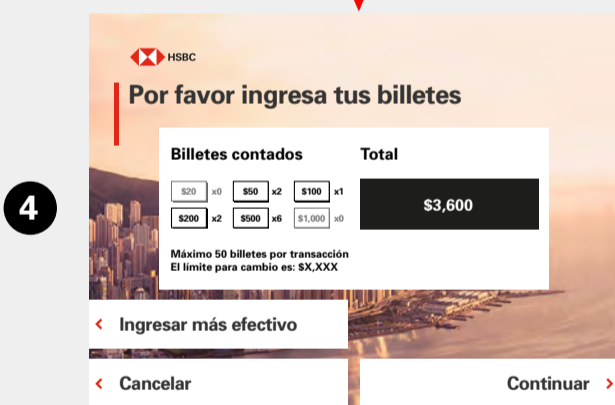 HSBC
Por favor ingresa tus billetes
4
Billetes contados Total
$20 x0 $50 x2 $100 x1
$3,600
$200 x2 $500 x6 $1,000 x0
Máximo 50 billetes por transacción
El límite para cambio es: $X,XXX
Ingresar más efectivo
Cancelar Continuar